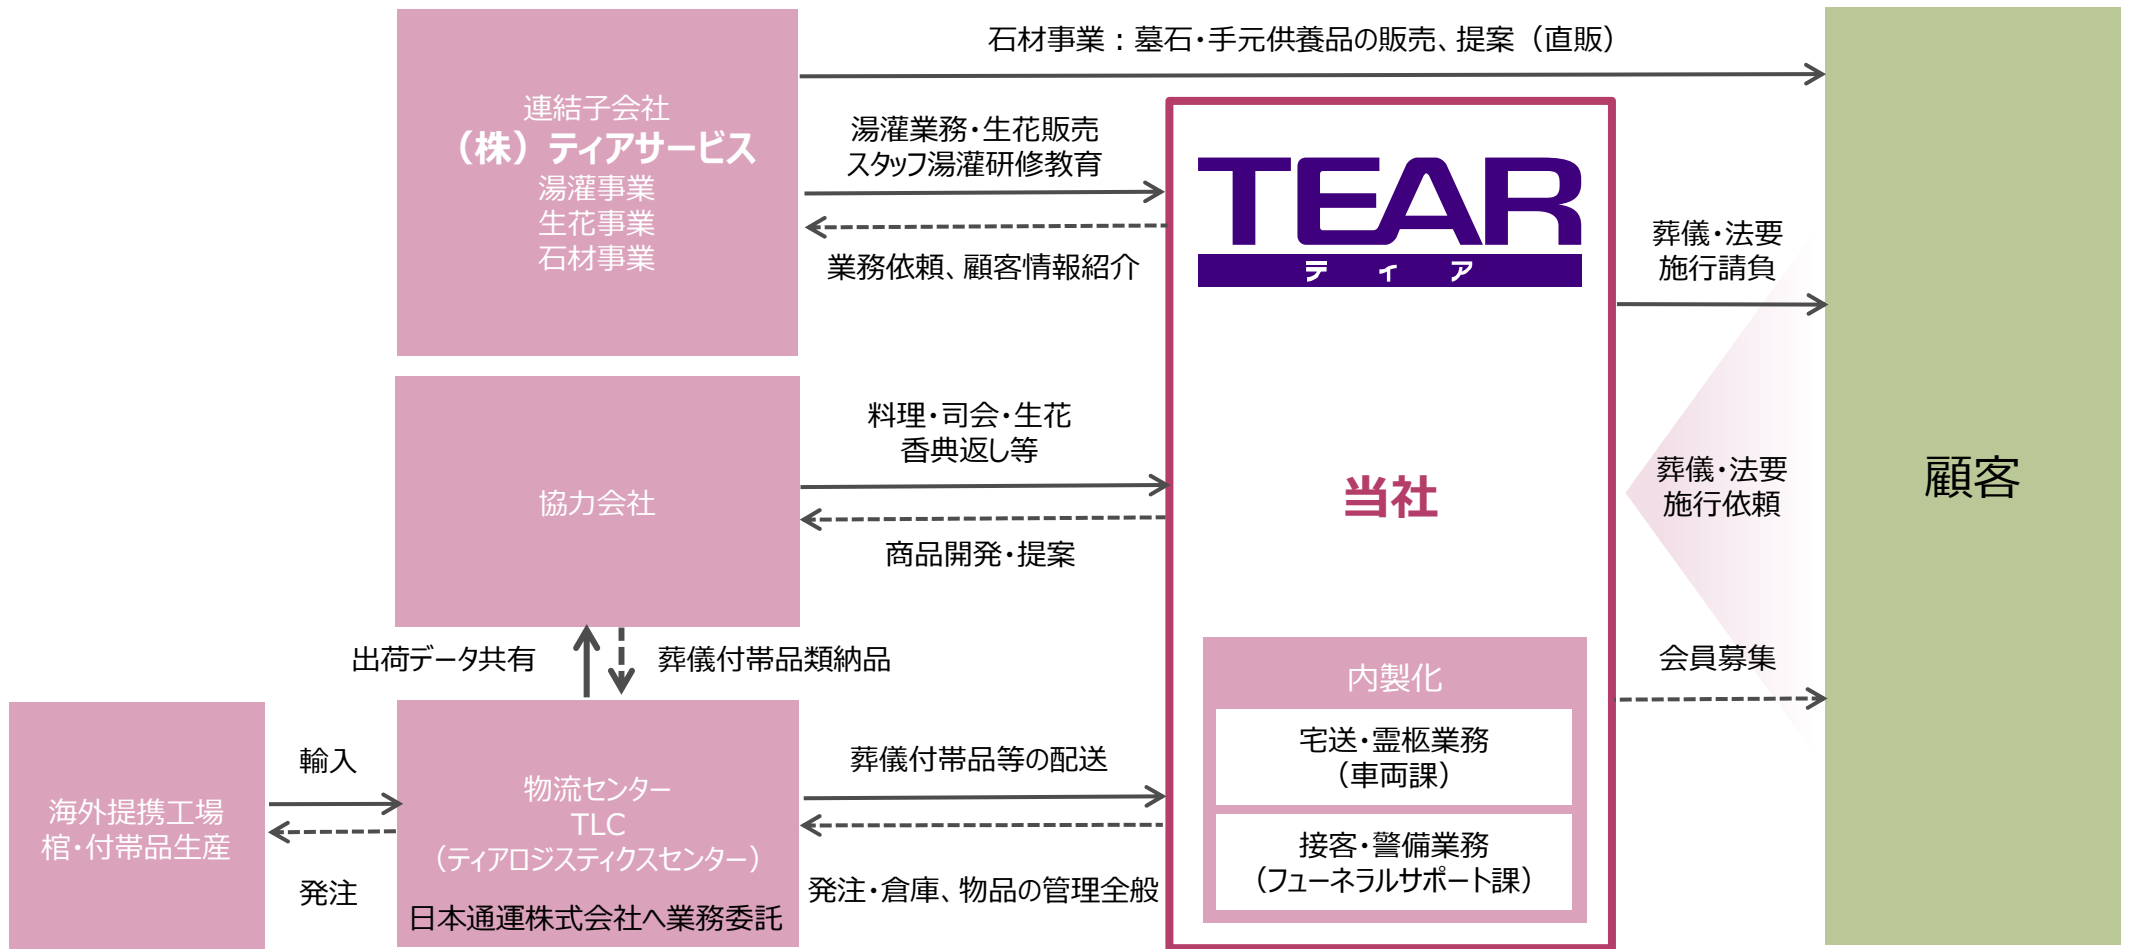 石材事業：墓石・手元供養品の販売、提案（直販）
連結子会社
（株）ティアサービス
湯灌事業
生花事業
石材事業
湯灌業務・生花販売
スタッフ湯灌研修教育
業務依頼、顧客情報紹介
TEAR
ティア
葬儀・法要
施行請負
協力会社
料理・司会・生花
香典返し等
商品開発・提案
当社
葬儀・法要
施行依頼
顧客
出荷データ共有
葬儀付帯品類納品
会員募集
内製化
宅送・霊柩業務
（車両課）
接客・警備業務
（フューネラルサポート課）
海外提携工場
棺・付帯品生産
輸入
発注
物流センター
TLC
（ティアロジスティクスセンター）
日本通運株式会社へ業務委託
葬儀付帯品等の配送
発注・倉庫、物品の管理全般